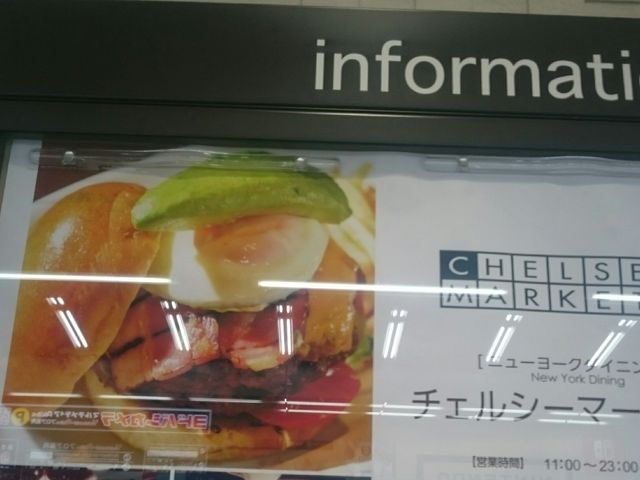 informati
CHELSE
MARKE
[ニューヨークダイニン
New York Dining
チェルシーマー
【営業時間】 11:00～23:00